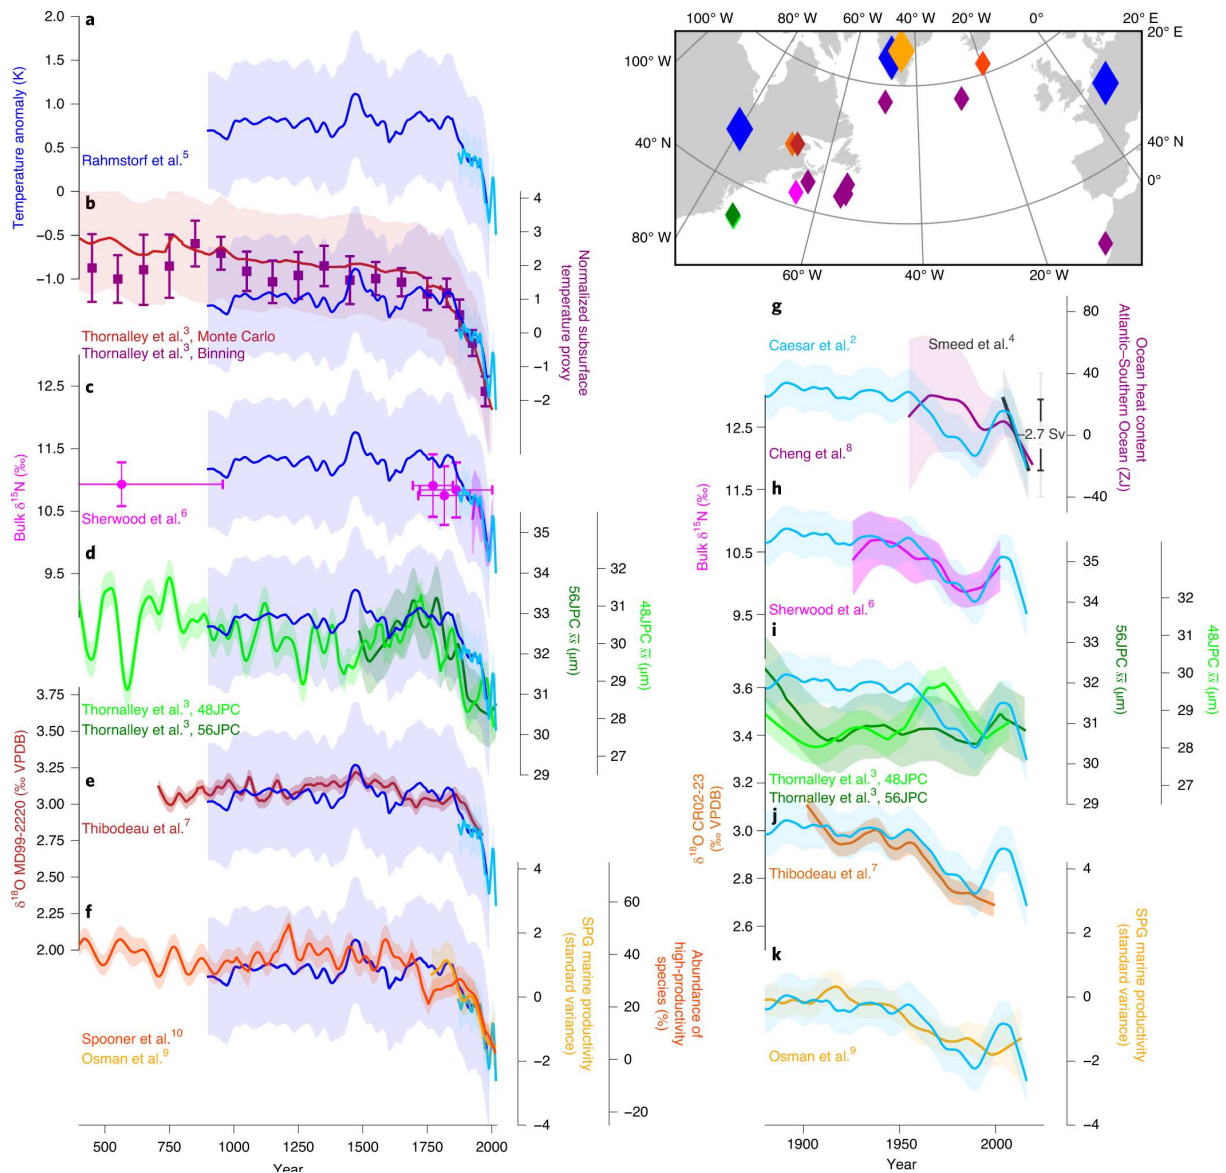 a
2.0
1.5
1.0
0.5
0
−0.5
−1.0
Temperature anomaly (K)
Rahmstorf et al.5
b
4
3
2
1
0
−1
−2
Normalized subsurface
temperature proxy
Thornalley et al.3, Monte Carlo
Thornalley et al.3, Binning
c
12.5
11.5
10.5
9.5
Bulk δ15N (‰)
Sherwood et al.6
d
35
34
33
32
31
30
29
56JPC s̅s̅ (μm)
32
31
30
29
28
27
48JPC s̅s̅ (μm)
Thornalley et al.3, 48JPC
Thornalley et al.3, 56JPC
e
3.75
3.50
3.25
3.00
2.75
2.50
2.25
2.00
δ18O MD99-2220 (‰ VPDB)
Thibodeau et al.7
f
4
2
0
−2
−4
SPG marine productivity
(standard variance)
60
40
20
0
−20
Abundance of
high-productivity
species (%)
Spooner et al.10
Osman et al.9
500 750 1000 1250 1500 1750 2000
Year
100° W 80° W 60° W 40° W 20° W 0° 20° E
20° E
100° W
40° N
80° W
40° N
0°
60° W 40° W 20° W
g
80
40
0
−40
Ocean heat content
Atlantic–Southern
Ocean (ZJ)
Caesar et al.2
Smeed et al.4
−2.7 Sv
Cheng et al.8
h
12.5
11.5
10.5
9.5
Bulk δ15N (‰)
Sherwood et al.6
i
35
34
33
32
31
30
29
56JPC s̅s̅ (μm)
32
31
30
29
28
27
48JPC s̅s̅ (μm)
Thornalley et al.3, 48JPC
Thornalley et al.3, 56JPC
j
3.6
3.4
3.2
3.0
2.8
2.6
δ18O CR02-223
(‰ VPDB)
Thibodeau et al.7
k
4
2
0
−2
−4
SPG marine productivity
(standard variance)
Osman et al.9
1900 1950 2000
Year